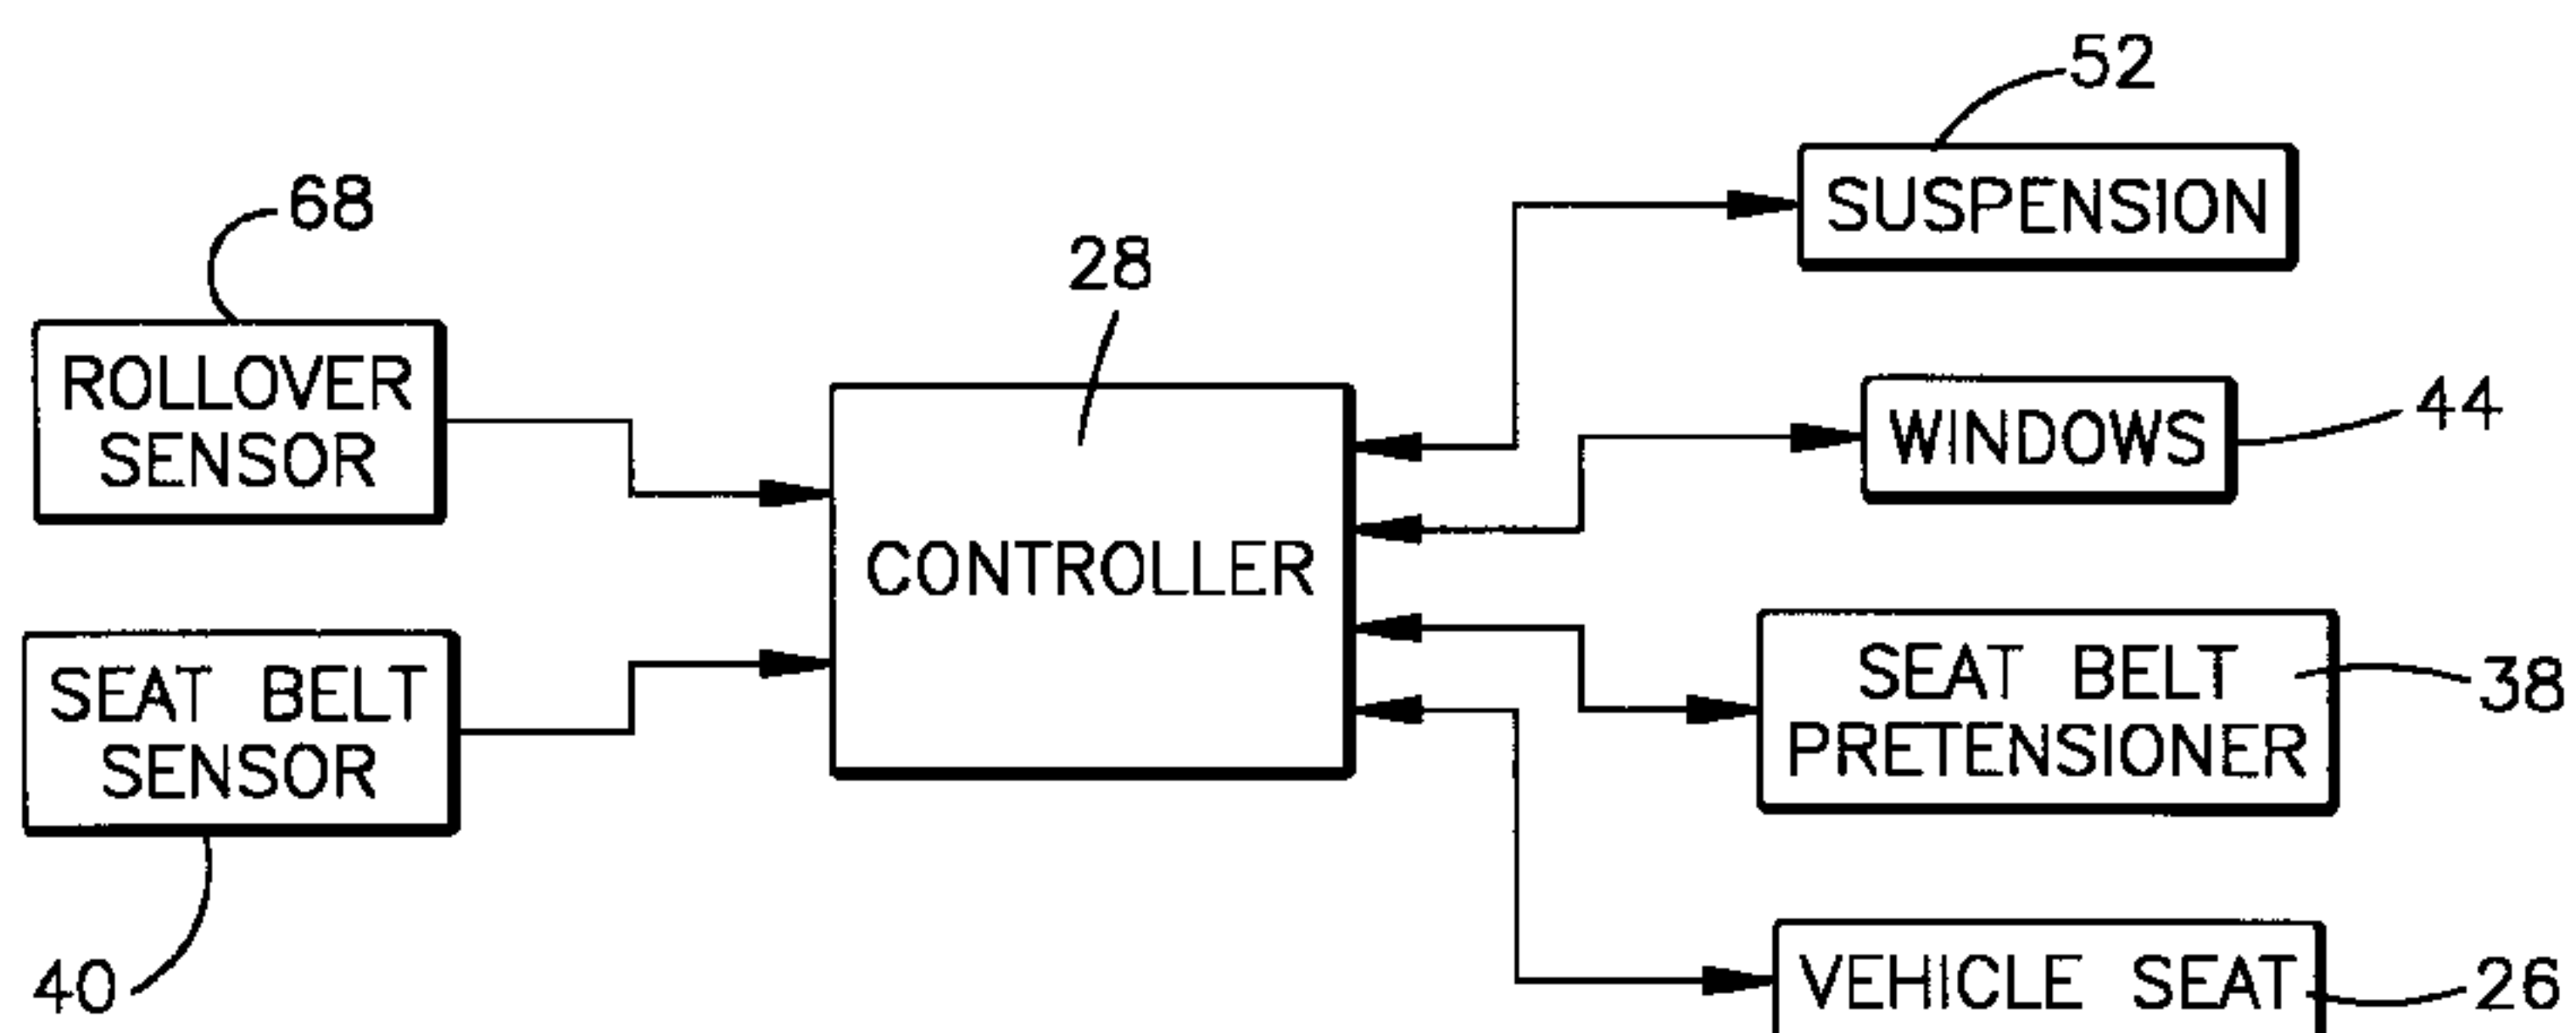 52
SUSPENSION
68
28
ROLLOVER
SENSOR
WINDOWS
44
CONTROLLER
SEAT BELT
SENSOR
40
SEAT BELT
PRETENSIONER
38
VEHICLE SEAT
26